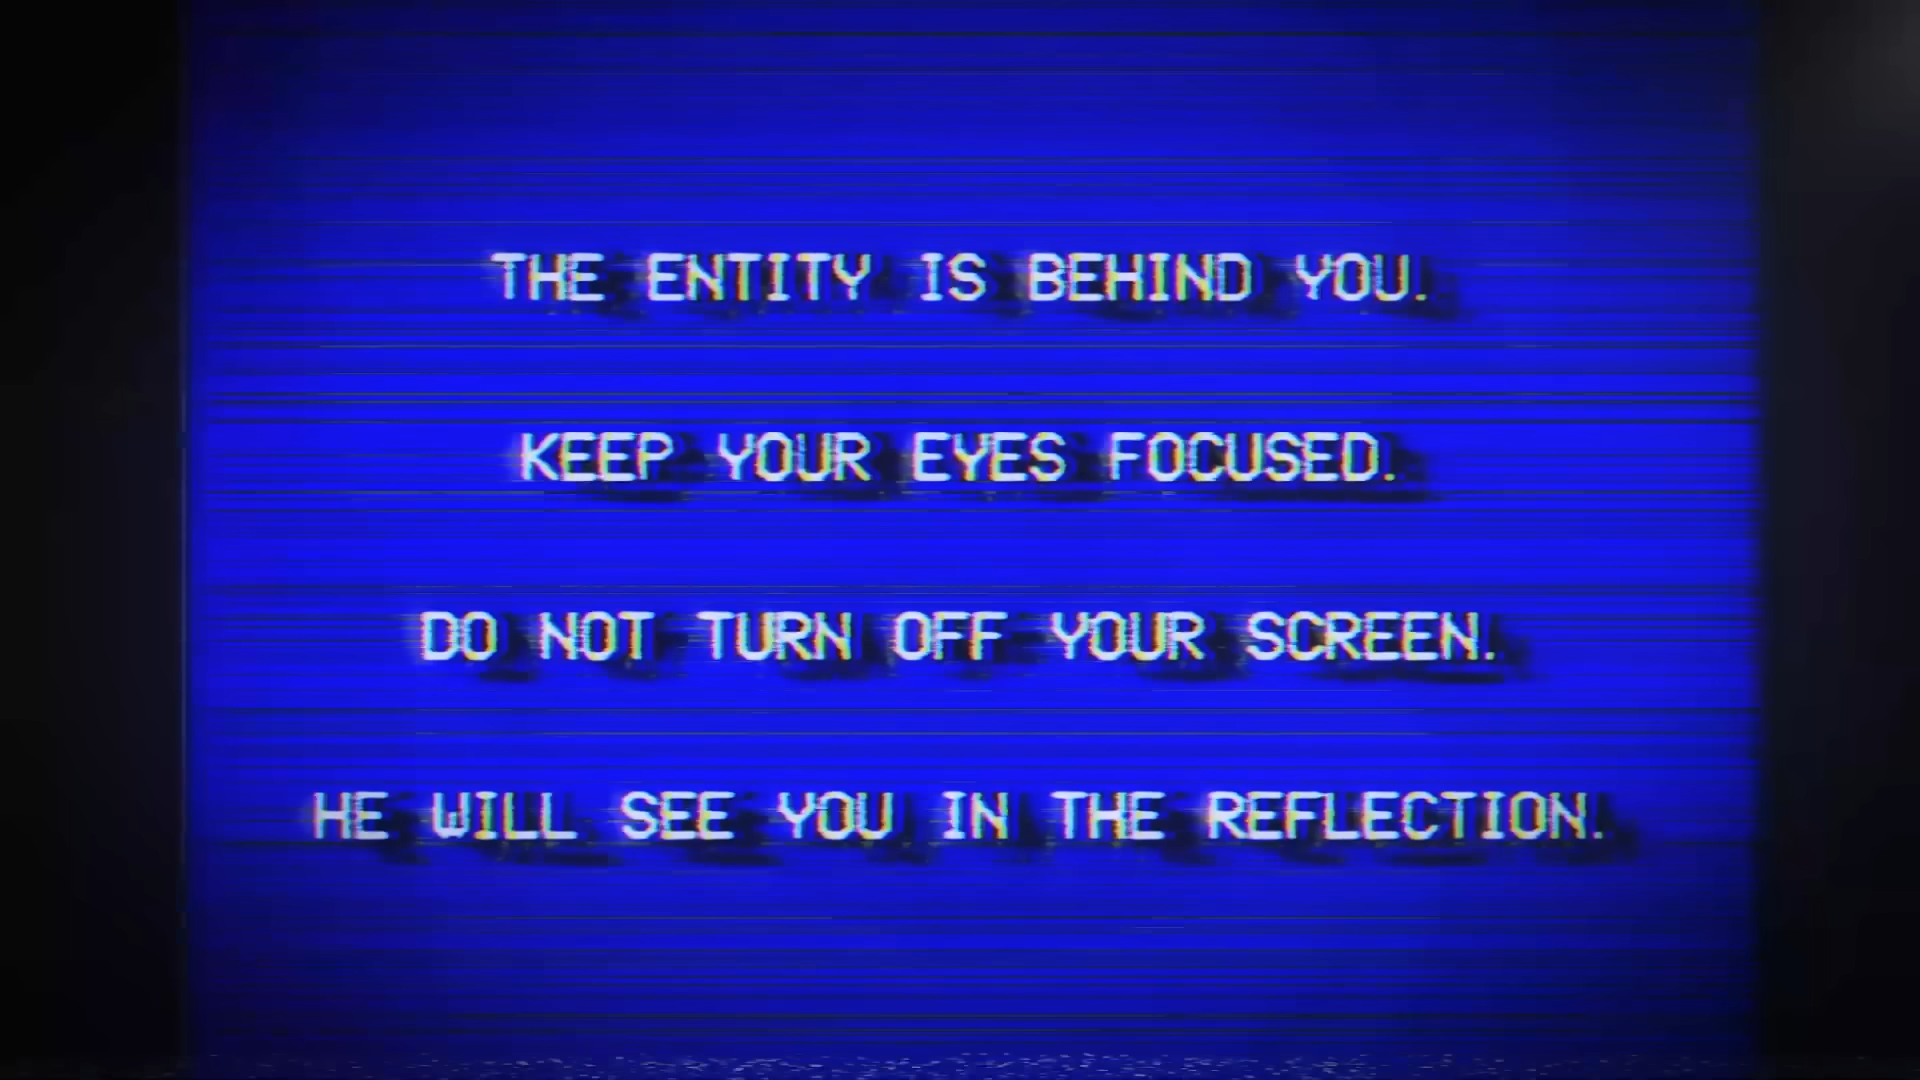 THE ENTITY IS BEHIND YOU.
KEEP YOUR EYES FOCUSED.
DO NOT TURN OFF YOUR SCREEN.
HE WILL SEE YOU IN THE REFLECTION.